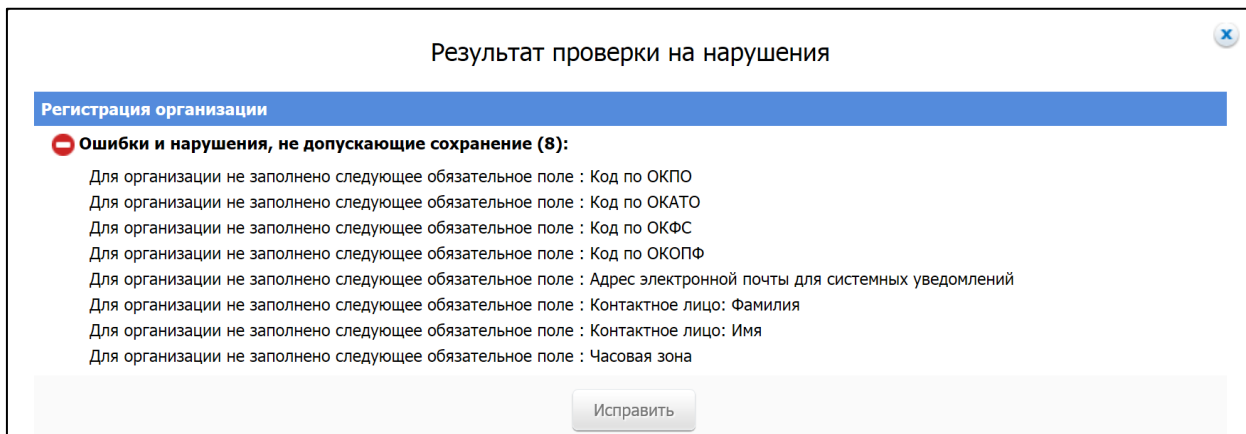 Результат проверки на нарушения
x
Регистрация организации
Ошибки и нарушения, не допускающие сохранение (8):
Для организации не заполнено следующее обязательное поле : Код по ОКПО
Для организации не заполнено следующее обязательное поле : Код по ОКАТО
Для организации не заполнено следующее обязательное поле : Код по ОКФС
Для организации не заполнено следующее обязательное поле : Код по ОКОПФ
Для организации не заполнено следующее обязательное поле : Адрес электронной почты для системных уведомлений
Для организации не заполнено следующее обязательное поле : Контактное лицо: Фамилия
Для организации не заполнено следующее обязательное поле : Контактное лицо: Имя
Для организации не заполнено следующее обязательное поле : Часовая зона
Исправить